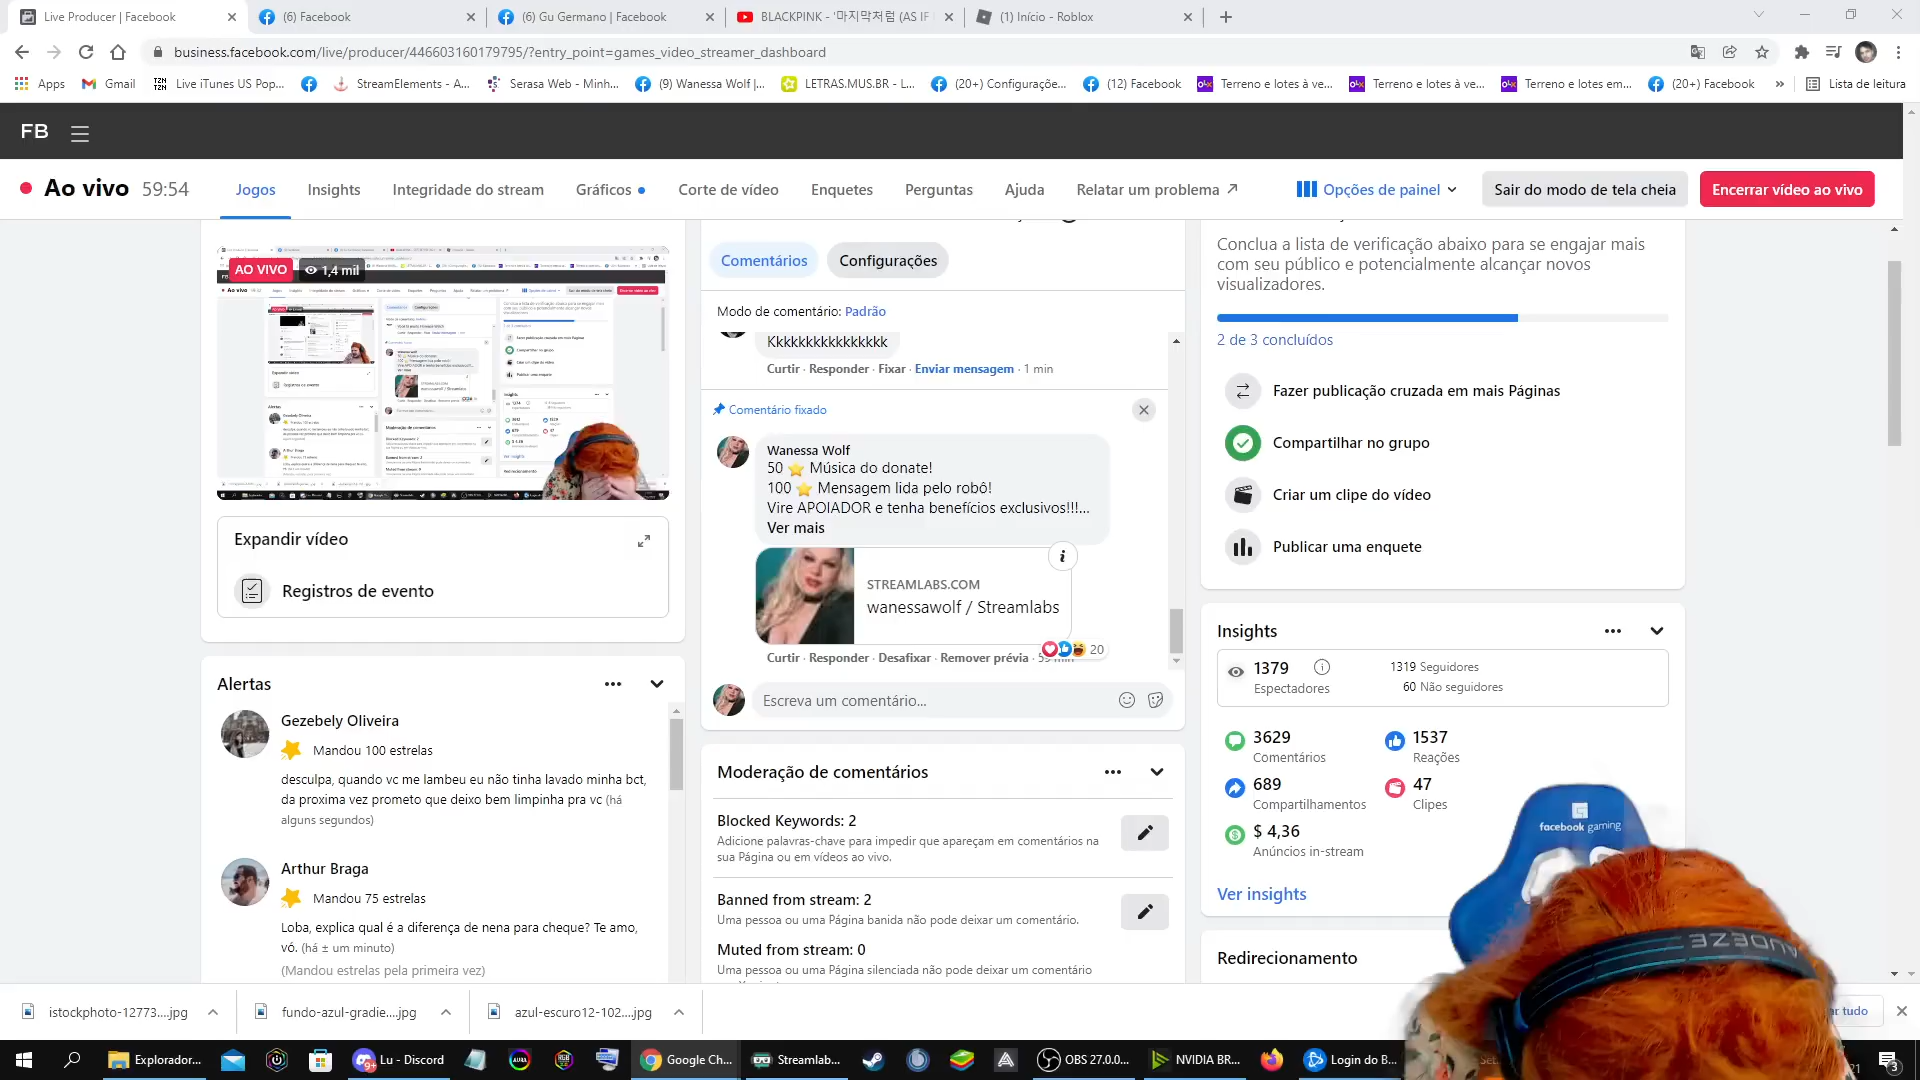 Live Producer | Facebook
(6) Facebook
(6) Gu Germano | Facebook
BLACKPINK - '마지막처럼 (AS IF
(1) Início - Roblox
business.facebook.com/live/producer/446603160179795/?entry_point=games_video_streamer_dashboard
Apps
Gmail
Live iTunes US Pop...
StreamElements - A...
Serasa Web - Minh...
(9) Wanessa Wolf |...
LETRAS.MUS.BR - L...
(20+) Configuraçõe...
(12) Facebook
Terreno e lotes à ve...
Terreno e lotes à ve...
Terreno e lotes em...
(20+) Facebook
»
Lista de leitura
FB
Ao vivo 59:54
Jogos
Insights
Integridade do stream
Gráficos
Corte de vídeo
Enquetes
Perguntas
Ajuda
Relatar um problema
Opções de painel
Sair do modo de tela cheia
Encerrar vídeo ao vivo
AO VIVO
1,4 mil
Expandir vídeo
Registros de evento
Alertas
Gezebely Oliveira
Mandou 100 estrelas
desculpa, quando vc me lambeu eu não tinha lavado minha bct,
da proxima vez prometo que deixo bem limpinha pra vc (há
alguns segundos)
Arthur Braga
Mandou 75 estrelas
Loba, explica qual é a diferença de nena para cheque? Te amo,
vó. (há ± um minuto)
(Mandou estrelas pela primeira vez)
Comentários
Configurações
Modo de comentário: Padrão
Kkkkkkkkkkkkkkkk
Curtir · Responder · Fixar · Enviar mensagem · 1 min
Comentário fixado
Wanessa Wolf
50 ⭐ Música do donate!
100 ⭐ Mensagem lida pelo robô!
Vire APOIADOR e tenha benefícios exclusivos!!!...
Ver mais
STREAMLABS.COM
wanessawolf / Streamlabs
20
Curtir · Responder · Desafixar · Remover prévia · 59 min
Escreva um comentário...
Moderação de comentários
Blocked Keywords: 2
Adicione palavras-chave para impedir que apareçam em comentários na
sua Página ou em vídeos ao vivo.
Banned from stream: 2
Uma pessoa ou uma Página banida não pode deixar um comentário.
Muted from stream: 0
Uma pessoa ou uma Página silenciada não pode deixar um comentário
Conclua a lista de verificação abaixo para se engajar mais
com seu público e potencialmente alcançar novos
visualizadores.
2 de 3 concluídos
Fazer publicação cruzada em mais Páginas
Compartilhar no grupo
Criar um clipe do vídeo
Publicar uma enquete
Insights
1379
Espectadores
1319 Seguidores
60 Não seguidores
3629
Comentários
1537
Reações
689
Compartilhamentos
47
Clipes
$ 4,36
Anúncios in-stream
Ver insights
Redirecionamento
facebook gaming
AUDEZE
istockphoto-12773....jpg
fundo-azul-gradie....jpg
azul-escuro12-102....jpg
ar tudo
Explorador...
Lu - Discord
Google Ch...
Streamlab...
OBS 27.0.0...
NVIDIA BR...
Login do B...
21
3